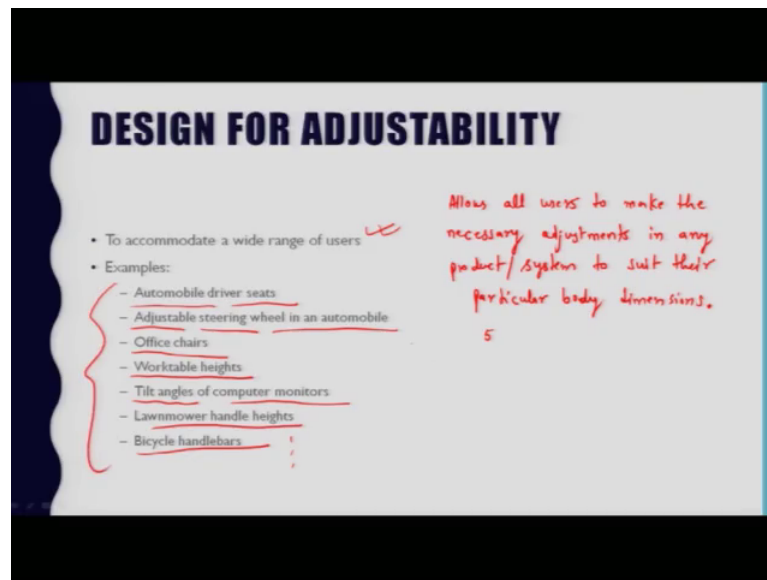 DESIGN FOR ADJUSTABILITY
• To accommodate a wide range of users
• Examples:
– Automobile driver seats
– Adjustable steering wheel in an automobile
– Office chairs
– Worktable heights
– Tilt angles of computer monitors
– Lawnmower handle heights
– Bicycle handlebars
Allows all users to make the
necessary adjustments in any
product/system to suit their
particular body dimensions.
5